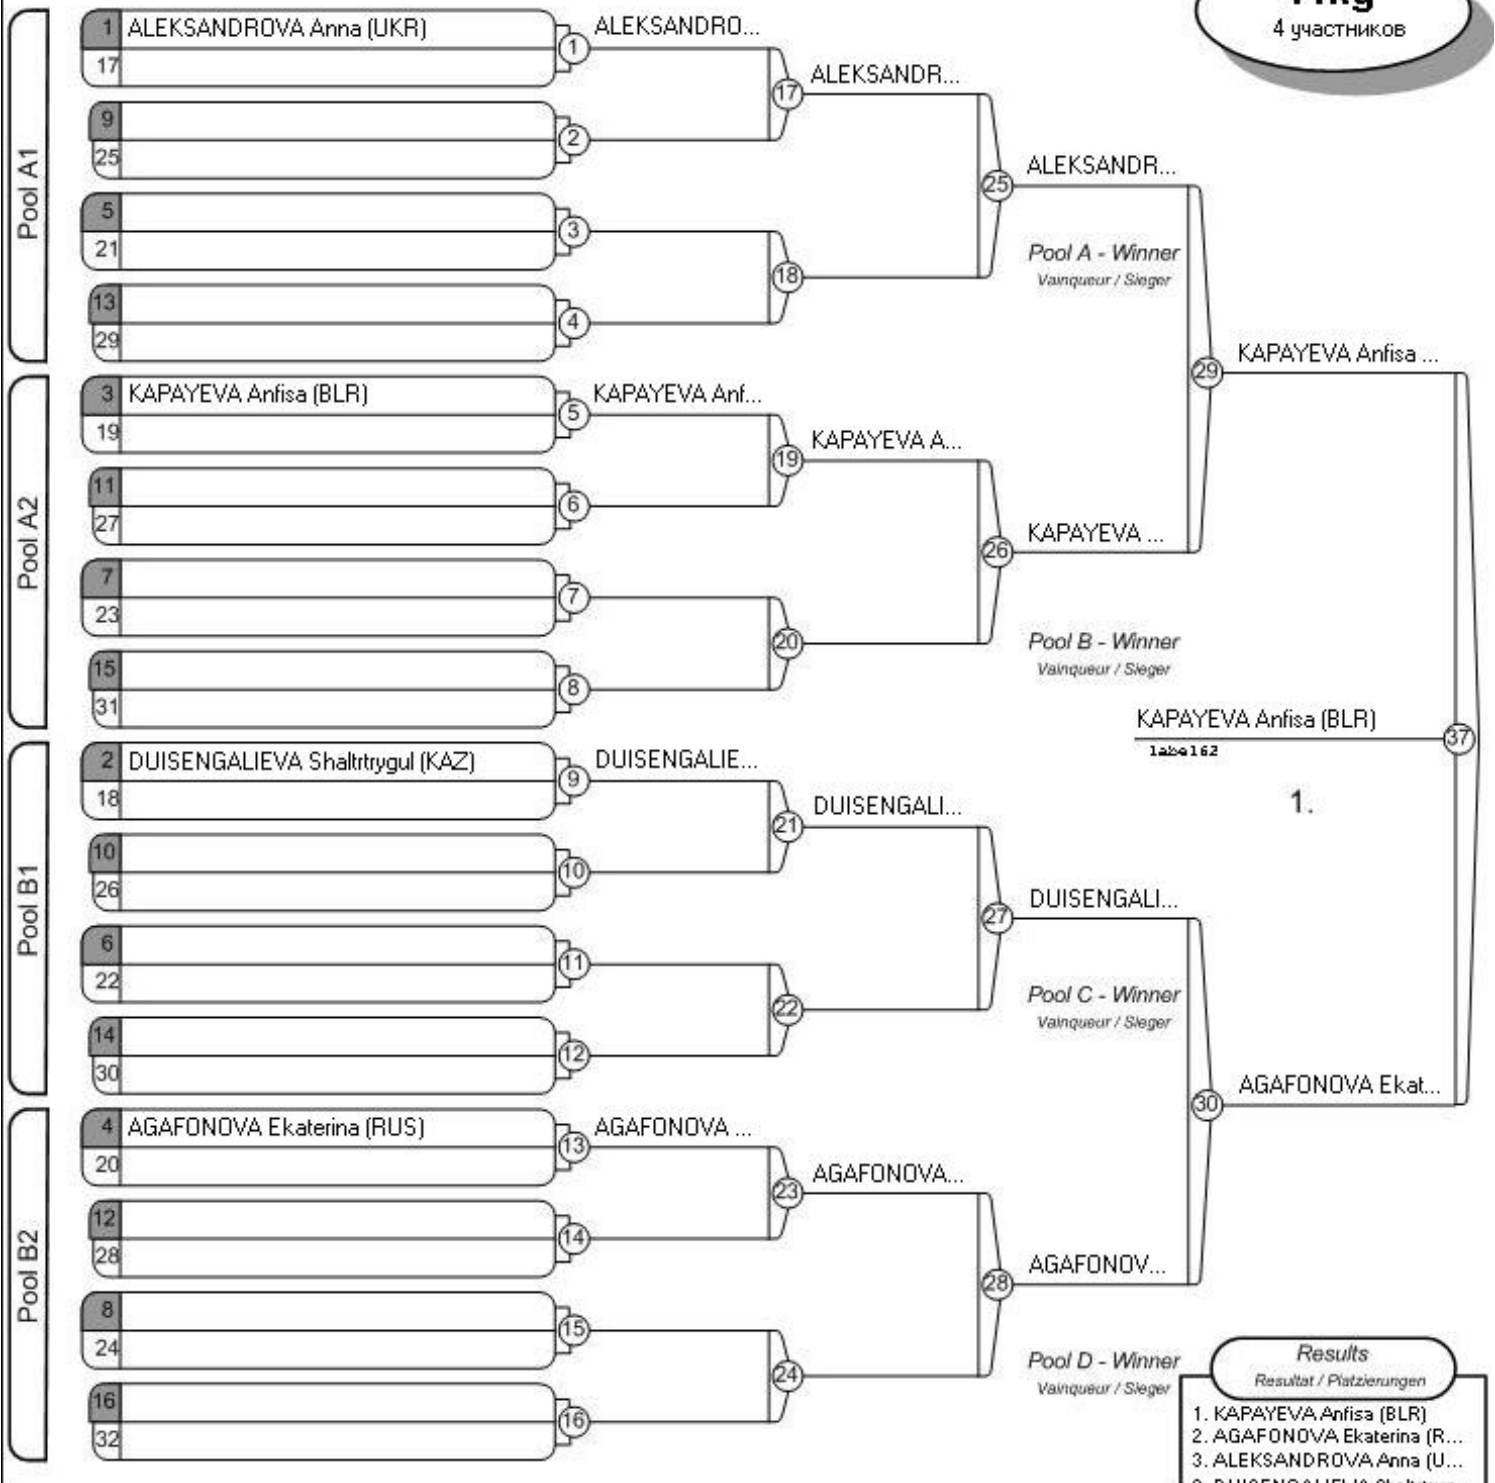 4 участников
Pool A1
1 ALEKSANDROVA Anna (UKR)
17
1
ALEKSANDRO...
9
25
2
17
ALEKSANDR...
5
21
3
13
29
4
18
25
ALEKSANDR...
Pool A - Winner
Vainqueur / Sieger
Pool A2
3 KAPAYEVA Anfisa (BLR)
19
5
KAPAYEVA Anf...
11
27
6
19
KAPAYEVA A...
7
23
7
15
31
8
20
26
KAPAYEVA ...
Pool B - Winner
Vainqueur / Sieger
29
KAPAYEVA Anfisa ...
KAPAYEVA Anfisa (BLR)
label62
37
1.
Pool B1
2 DUISENGALIEVA Shaltrtrygul (KAZ)
18
9
DUISENGALIE...
10
26
10
21
DUISENGALI...
6
22
11
14
30
12
22
27
DUISENGALI...
Pool C - Winner
Vainqueur / Sieger
Pool B2
4 AGAFONOVA Ekaterina (RUS)
20
13
AGAFONOVA ...
12
28
14
23
AGAFONOVA...
8
24
15
16
32
16
24
28
AGAFONOV...
Pool D - Winner
Vainqueur / Sieger
30
AGAFONOVA Ekat...
Results
Resultat / Platzierungen
1. KAPAYEVA Anfisa (BLR)
2. AGAFONOVA Ekaterina (R...
3. ALEKSANDROVA Anna (U...